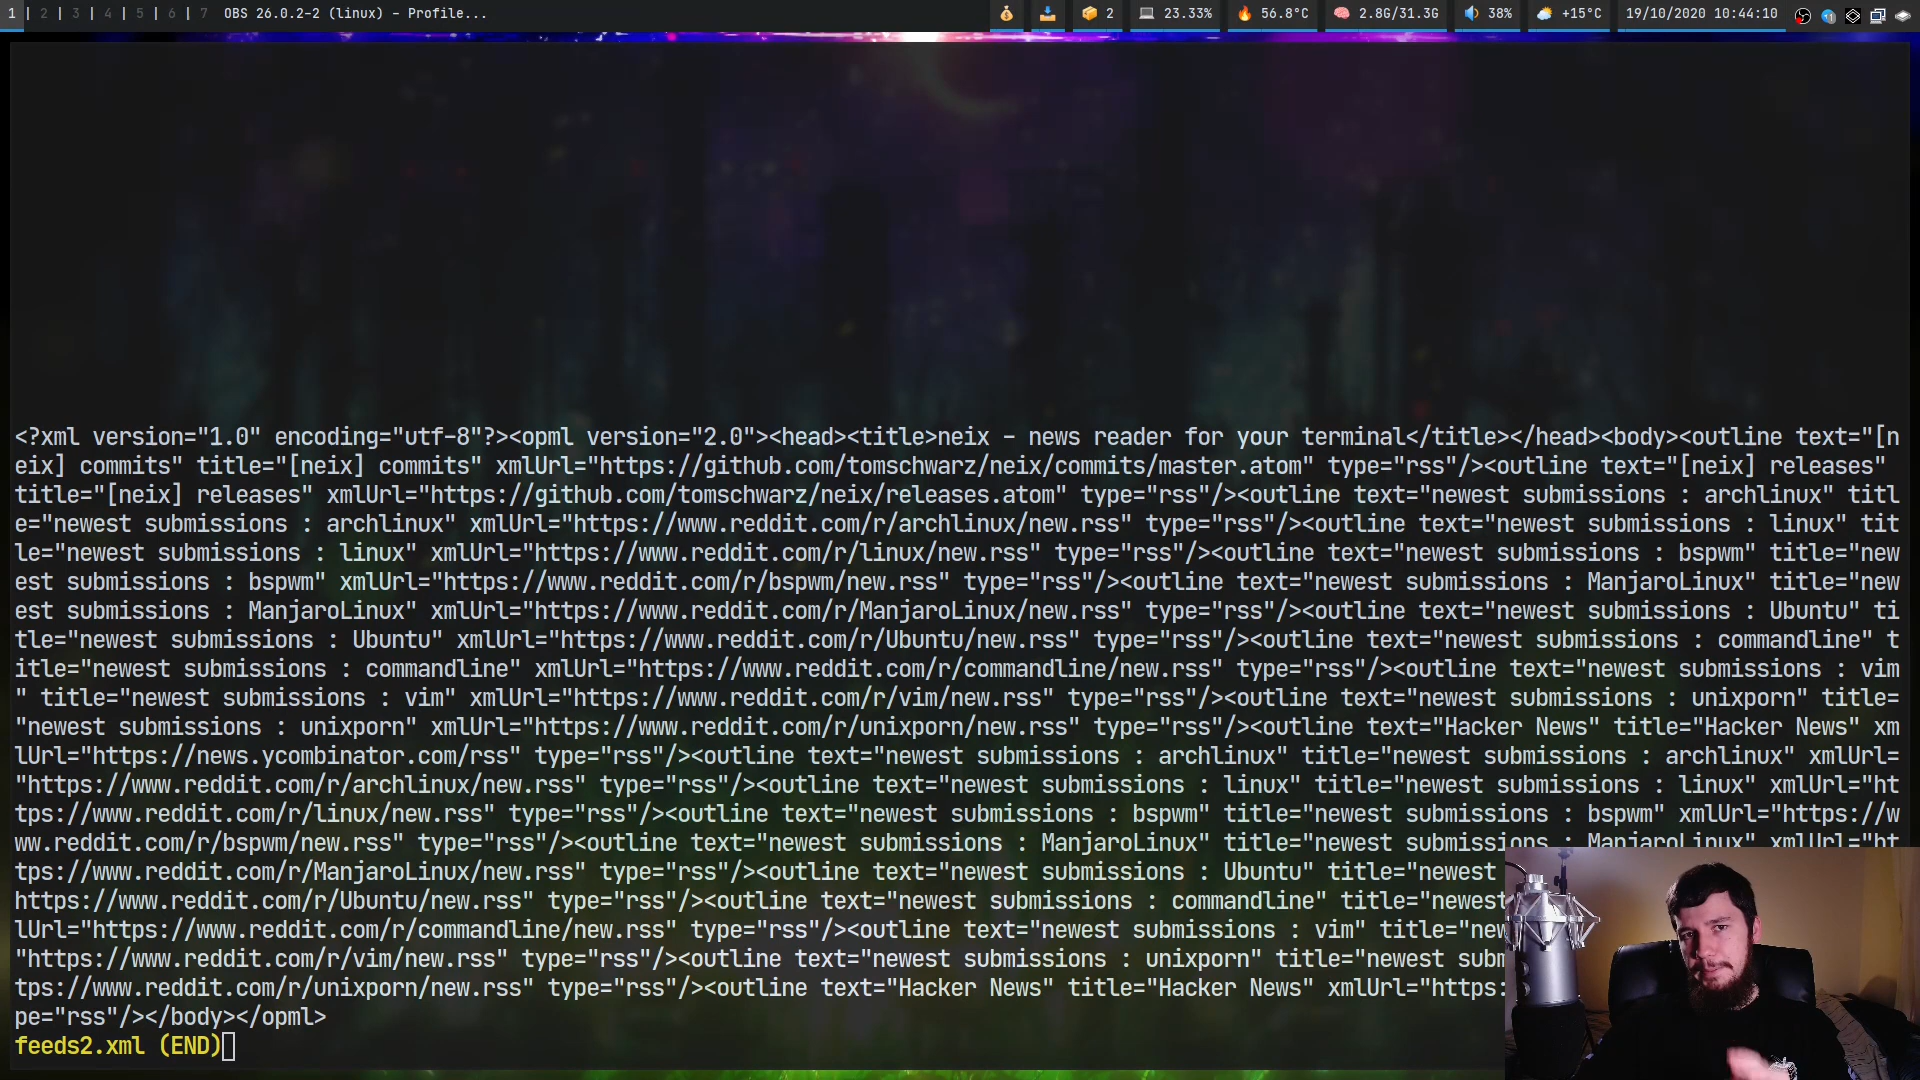 1 | 2 | 3 | 4 | 5 | 6 | 7 OBS 26.0.2-2 (linux) - Profile... 2 23.33% 56.8°C 2.8G/31.3G 38% +15°C 19/10/2020 10:44:10
<?xml version="1.0" encoding="utf-8"?><opml version="2.0"><head><title>neix - news reader for your terminal</title></head><body><outline text="[n
eix] commits" title="[neix] commits" xmlUrl="https://github.com/tomschwarz/neix/commits/master.atom" type="rss"/><outline text="[neix] releases"
title="[neix] releases" xmlUrl="https://github.com/tomschwarz/neix/releases.atom" type="rss"/><outline text="newest submissions : archlinux" titl
e="newest submissions : archlinux" xmlUrl="https://www.reddit.com/r/archlinux/new.rss" type="rss"/><outline text="newest submissions : linux" tit
le="newest submissions : linux" xmlUrl="https://www.reddit.com/r/linux/new.rss" type="rss"/><outline text="newest submissions : bspwm" title="new
est submissions : bspwm" xmlUrl="https://www.reddit.com/r/bspwm/new.rss" type="rss"/><outline text="newest submissions : ManjaroLinux" title="new
est submissions : ManjaroLinux" xmlUrl="https://www.reddit.com/r/ManjaroLinux/new.rss" type="rss"/><outline text="newest submissions : Ubuntu" ti
tle="newest submissions : Ubuntu" xmlUrl="https://www.reddit.com/r/Ubuntu/new.rss" type="rss"/><outline text="newest submissions : commandline" t
itle="newest submissions : commandline" xmlUrl="https://www.reddit.com/r/commandline/new.rss" type="rss"/><outline text="newest submissions : vim
" title="newest submissions : vim" xmlUrl="https://www.reddit.com/r/vim/new.rss" type="rss"/><outline text="newest submissions : unixporn" title=
"newest submissions : unixporn" xmlUrl="https://www.reddit.com/r/unixporn/new.rss" type="rss"/><outline text="Hacker News" title="Hacker News" xm
lUrl="https://news.ycombinator.com/rss" type="rss"/><outline text="newest submissions : archlinux" title="newest submissions : archlinux" xmlUrl=
"https://www.reddit.com/r/archlinux/new.rss" type="rss"/><outline text="newest submissions : linux" title="newest submissions : linux" xmlUrl="ht
tps://www.reddit.com/r/linux/new.rss" type="rss"/><outline text="newest submissions : bspwm" title="newest submissions : bspwm" xmlUrl="https://w
ww.reddit.com/r/bspwm/new.rss" type="rss"/><outline text="newest submissions : ManjaroLinux" title="newest submissions : ManjaroLinux" xmlUrl="ht
tps://www.reddit.com/r/ManjaroLinux/new.rss" type="rss"/><outline text="newest submissions : Ubuntu" title="newest
https://www.reddit.com/r/Ubuntu/new.rss" type="rss"/><outline text="newest submissions : commandline" title="newest
lUrl="https://www.reddit.com/r/commandline/new.rss" type="rss"/><outline text="newest submissions : vim" title="new
"https://www.reddit.com/r/vim/new.rss" type="rss"/><outline text="newest submissions : unixporn" title="newest subm
tps://www.reddit.com/r/unixporn/new.rss" type="rss"/><outline text="Hacker News" title="Hacker News" xmlUrl="https:
pe="rss"/></body></opml>
feeds2.xml (END)